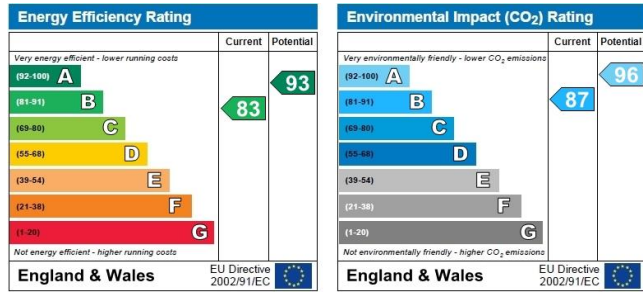 Energy Efficiency Rating
Current Potential
Very energy efficient - lower running costs
(92-100) A
(81-91) B
(69-80) C
(55-68) D
(39-54) E
(21-38) F
(1-20) G
83
93
Not energy efficient - higher running costs
England & Wales
EU Directive
2002/91/EC
Environmental Impact (CO₂) Rating
Current Potential
Very environmentally friendly - lower CO₂ emissions
(92-100) A
(81-91) B
(69-80) C
(55-68) D
(39-54) E
(21-38) F
(1-20) G
87
96
Not environmentally friendly - higher CO₂ emissions
England & Wales
EU Directive
2002/91/EC